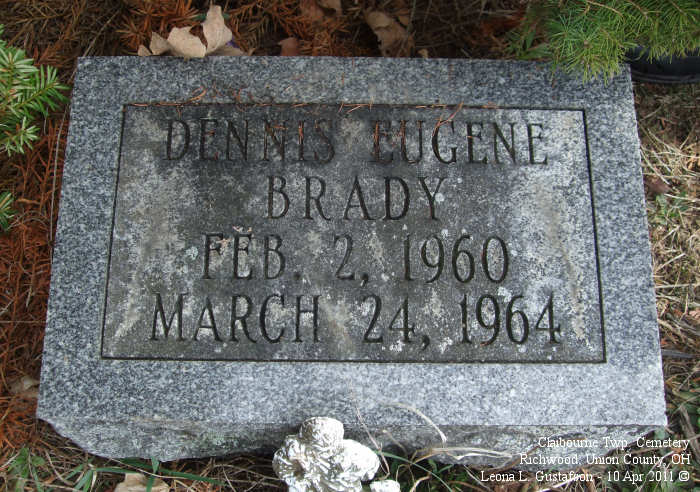 DENNIS EUGENE
BRADY
FEB. 2, 1960
MARCH 24, 1964
Claibourne Twp. Cemetery
Richwood, Union County, OH
Leona L. Gustafson - 10 Apr 2011 ©